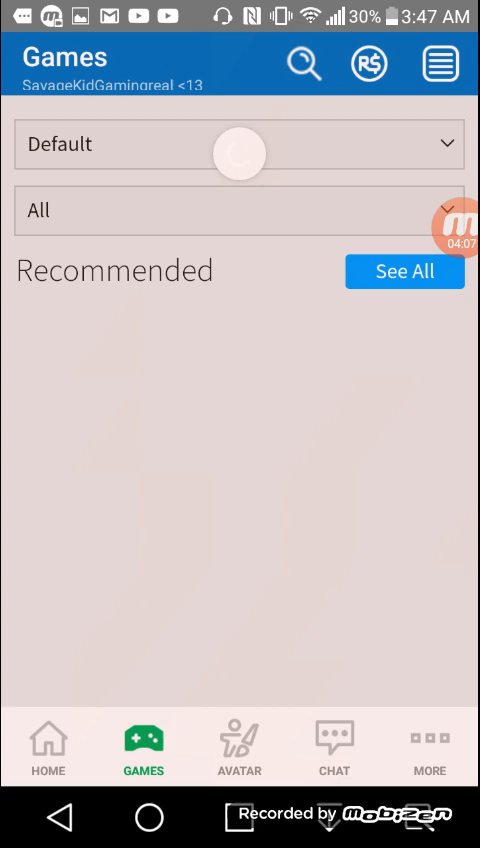 30% 3:47 AM
Games
R$
SavageKidGamingreal <13
Default
All
04:07
Recommended
See All
HOME GAMES AVATAR CHAT MORE
Recorded by mobizen